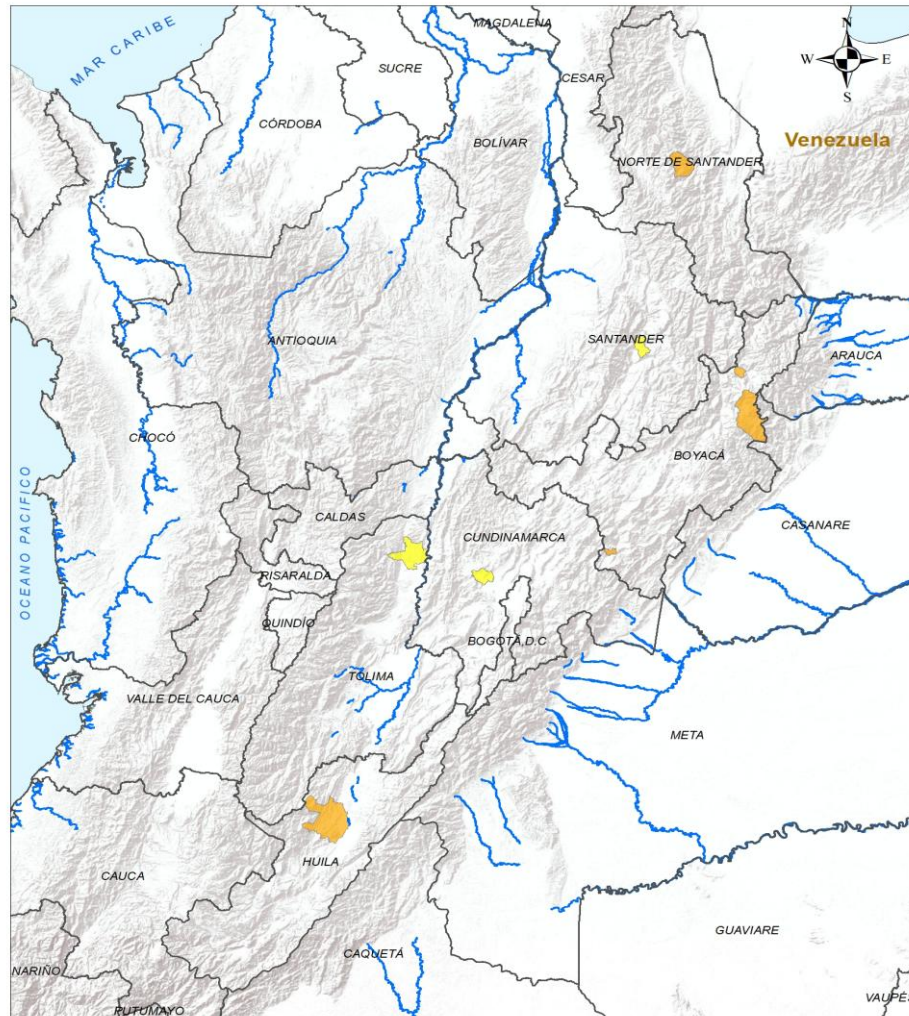 MAGDALENA
MAR CARIBE
N
W
E
S
SUCRE
CESAR
CÓRDOBA
BOLÍVAR
Venezuela
NORTE DE SANTANDER
ANTIOQUIA
SANTANDER
ARAUCA
CHOCÓ
BOYACÁ
OCEANO PACIFICO
CALDAS
CUNDINAMARCA
CASANARE
RISARALDA
QUINDÍO
BOGOTÁ,D.C.
TOLIMA
VALLE DEL CAUCA
META
HUILA
CAUCA
GUAVIARE
CAQUETÁ
NARIÑO
PUTUMAYO
VAUPÉS